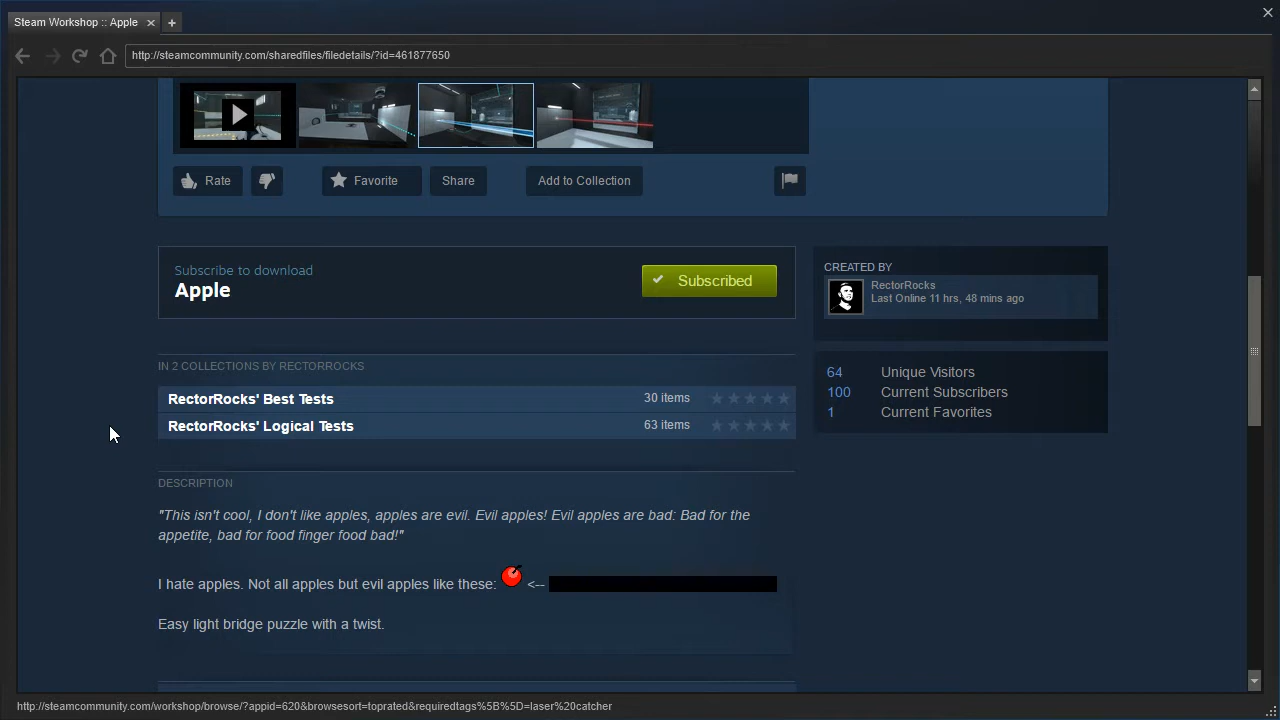 Steam Workshop :: Apple
http://steamcommunity.com/sharedfiles/filedetails/?id=461877650
Rate
Favorite
Share
Add to Collection
Subscribe to download
Apple
Subscribed
CREATED BY
RectorRocks
Last Online 11 hrs, 48 mins ago
IN 2 COLLECTIONS BY RECTORROCKS
RectorRocks' Best Tests 30 items
RectorRocks' Logical Tests 63 items
64 Unique Visitors
100 Current Subscribers
1 Current Favorites
DESCRIPTION
"This isn't cool, I don't like apples, apples are evil. Evil apples! Evil apples are bad: Bad for the
appetite, bad for food finger food bad!"
I hate apples. Not all apples but evil apples like these: <--
Easy light bridge puzzle with a twist.
http://steamcommunity.com/workshop/browse/?appid=620&browsesort=toprated&requiredtags%5B%5D=laser%20catcher